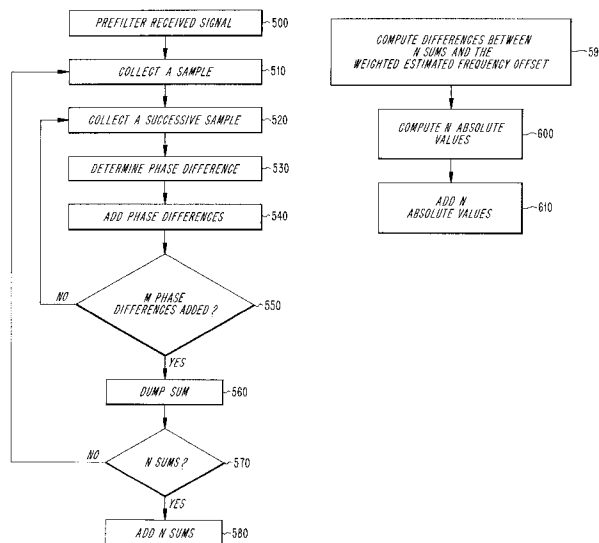 PREFILTER RECEIVED SIGNAL
500
COLLECT A SAMPLE
510
COLLECT A SUCCESSIVE SAMPLE
520
DETERMINE PHASE DIFFERENCE
530
ADD PHASE DIFFERENCES
540
M PHASE
DIFFERENCES ADDED?
550
NO
YES
DUMP SUM
560
N SUMS?
570
NO
YES
ADD N SUMS
580
COMPUTE DIFFERENCES BETWEEN
N SUMS AND THE
WEIGHTED ESTIMATED FREQUENCY OFFSET
59
COMPUTE N ABSOLUTE
VALUES
600
ADD N
ABSOLUTE VALUES
610